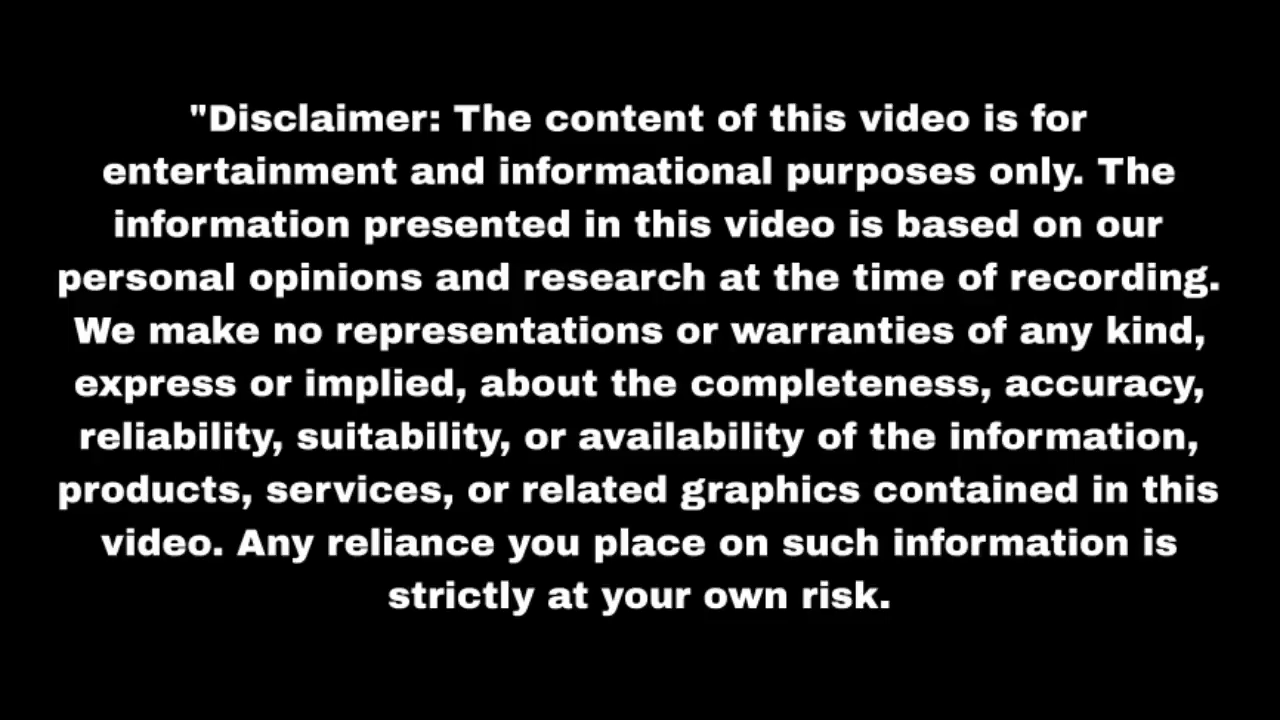 "Disclaimer: The content of this video is for
entertainment and informational purposes only. The
information presented in this video is based on our
personal opinions and research at the time of recording.
We make no representations or warranties of any kind,
express or implied, about the completeness, accuracy,
reliability, suitability, or availability of the information,
products, services, or related graphics contained in this
video. Any reliance you place on such information is
strictly at your own risk.